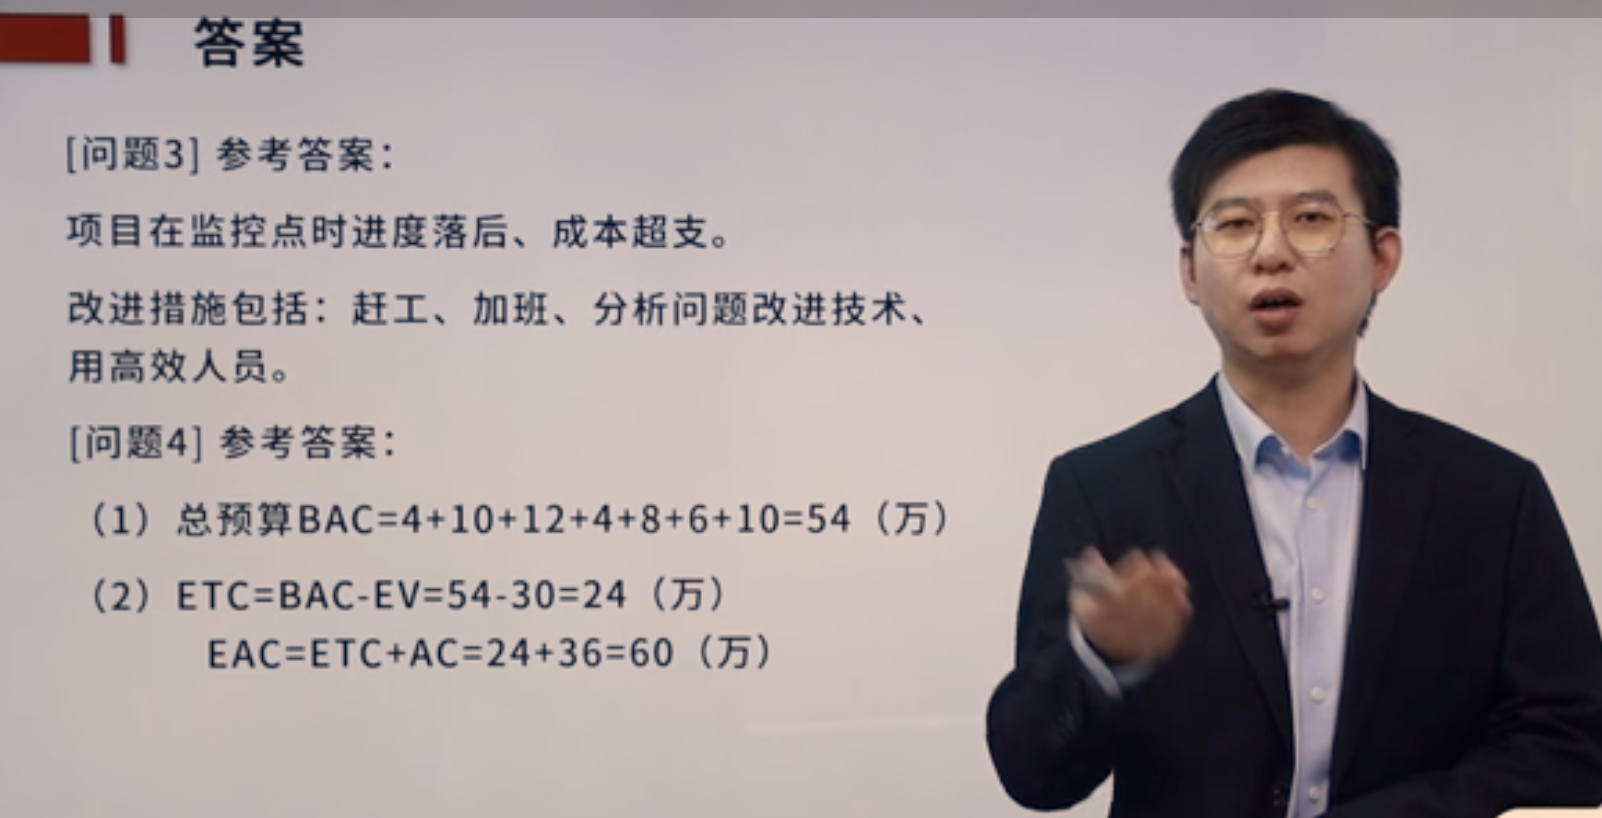 答案
[问题3] 参考答案：
项目在监控点时进度落后、成本超支。
改进措施包括：赶工、加班、分析问题改进技术、
用高效人员。
[问题4] 参考答案：
（1）总预算BAC=4+10+12+4+8+6+10=54（万）
（2）ETC=BAC-EV=54-30=24（万）
EAC=ETC+AC=24+36=60（万）